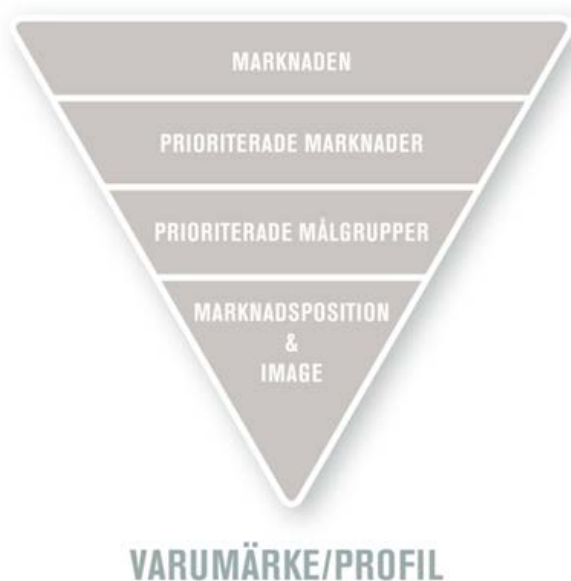 MARKNADEN
PRIORITERADE MARKNADER
PRIORITERADE MÅLGRUPPER
MARKNADSPOSITION
&
IMAGE
VARUMÄRKE/PROFIL